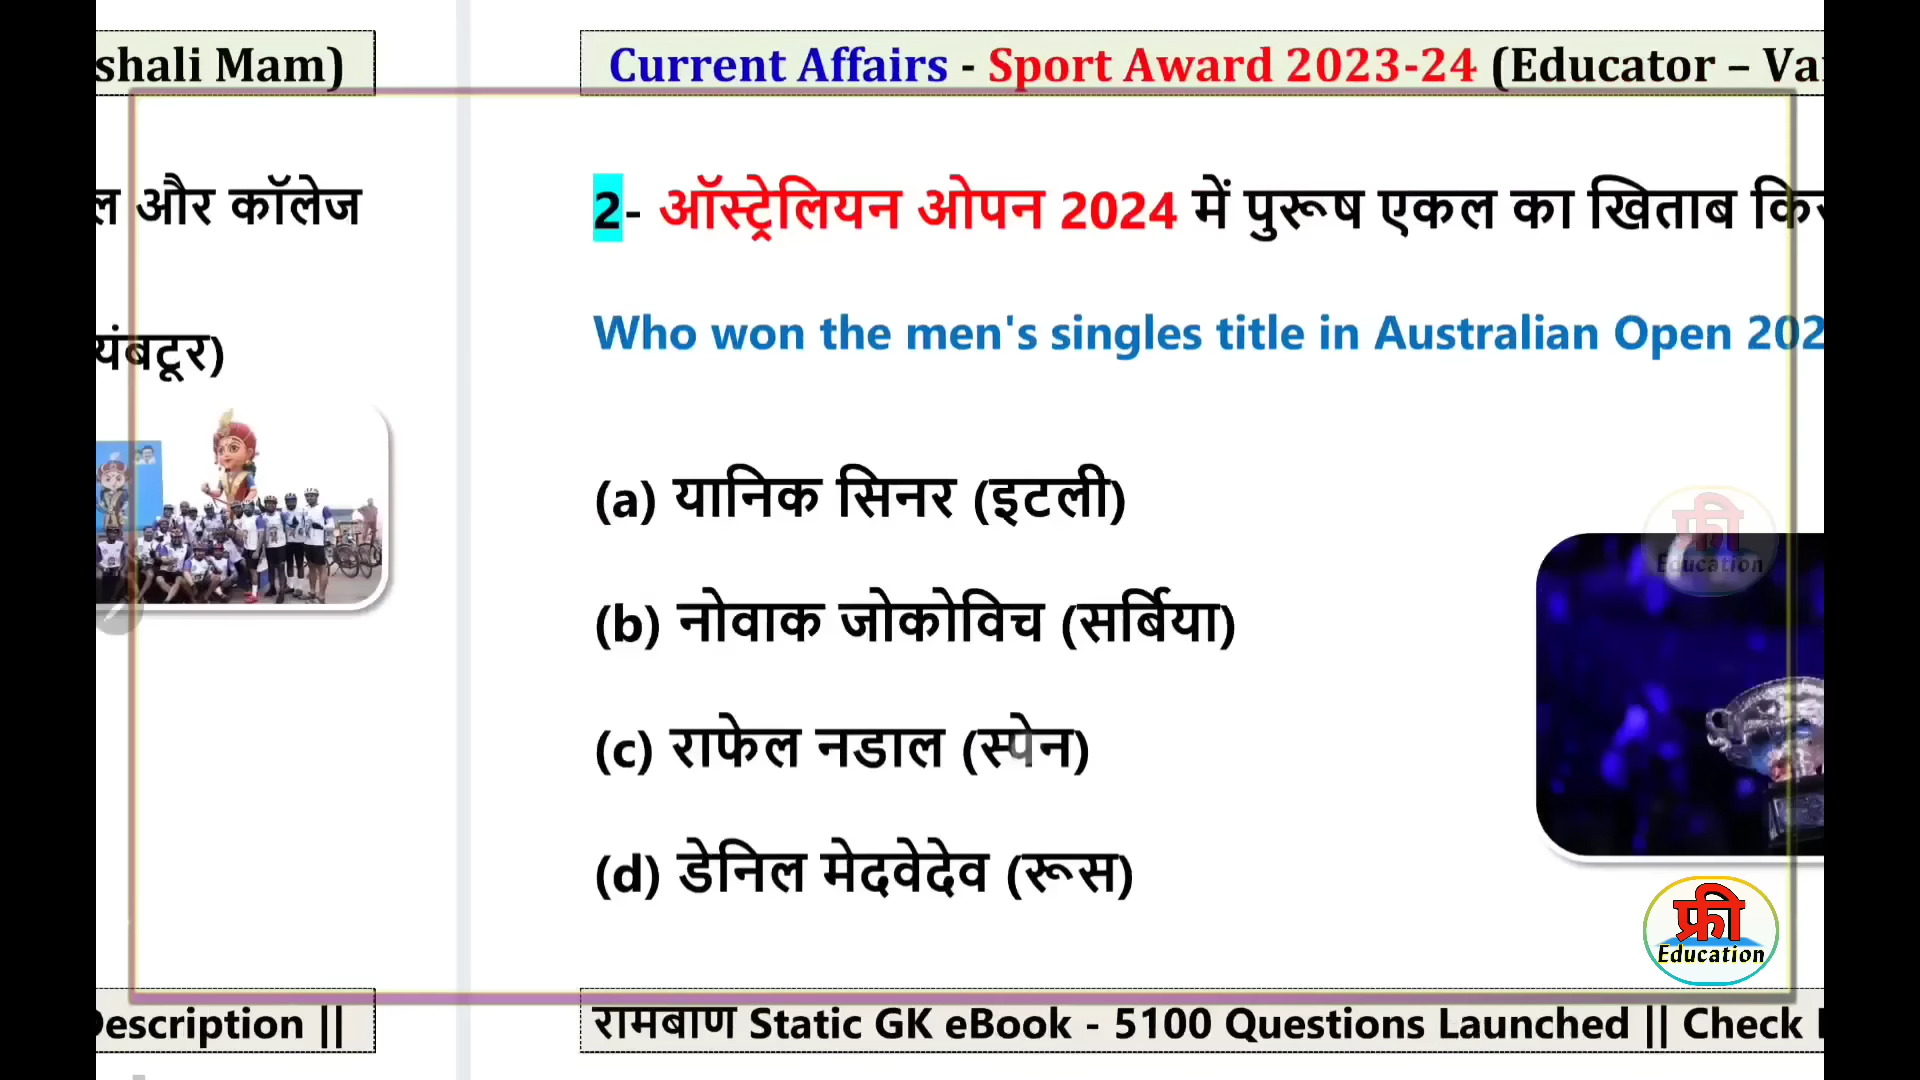 shali Mam)
ल और कॉलेज
यंबटूर)
Description ||
Current Affairs - Sport Award 2023-24 (Educator – Va
2- ऑस्ट्रेलियन ओपन 2024 में पुरूष एकल का खिताब किस
Who won the men's singles title in Australian Open 202
(a) यानिक सिनर (इटली)
(b) नोवाक जोकोविच (सर्बिया)
(c) राफेल नडाल (स्पेन)
(d) डेनिल मेदवेदेव (रूस)
फ्री
Education
फ्री
Education
रामबाण Static GK eBook - 5100 Questions Launched || Check